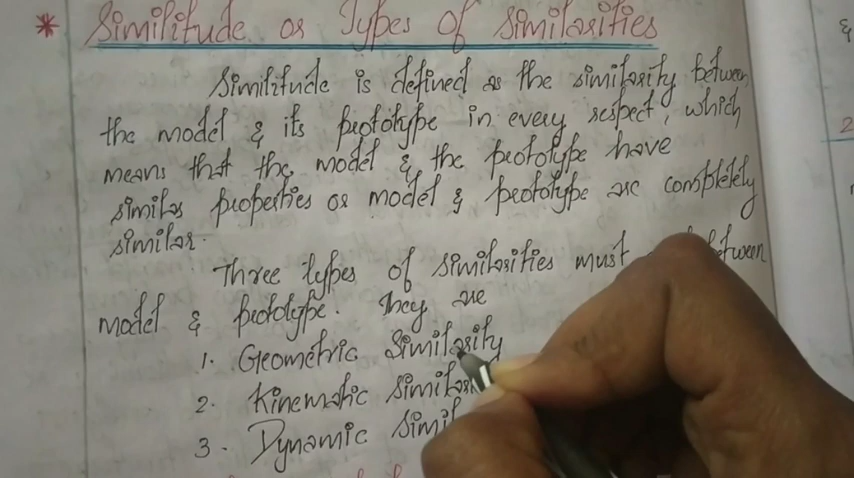 * Similitude or Types of Similarities
Similitude is defined as the similarity between
the model & its prototype in every respect, which
means that the model & the prototype have
similar properties or model & prototype are completely
similar.
Three types of similarities must between
model & prototype. They are
1. Geometric Similarity
2. Kinematic
3. Dynamic
&
2